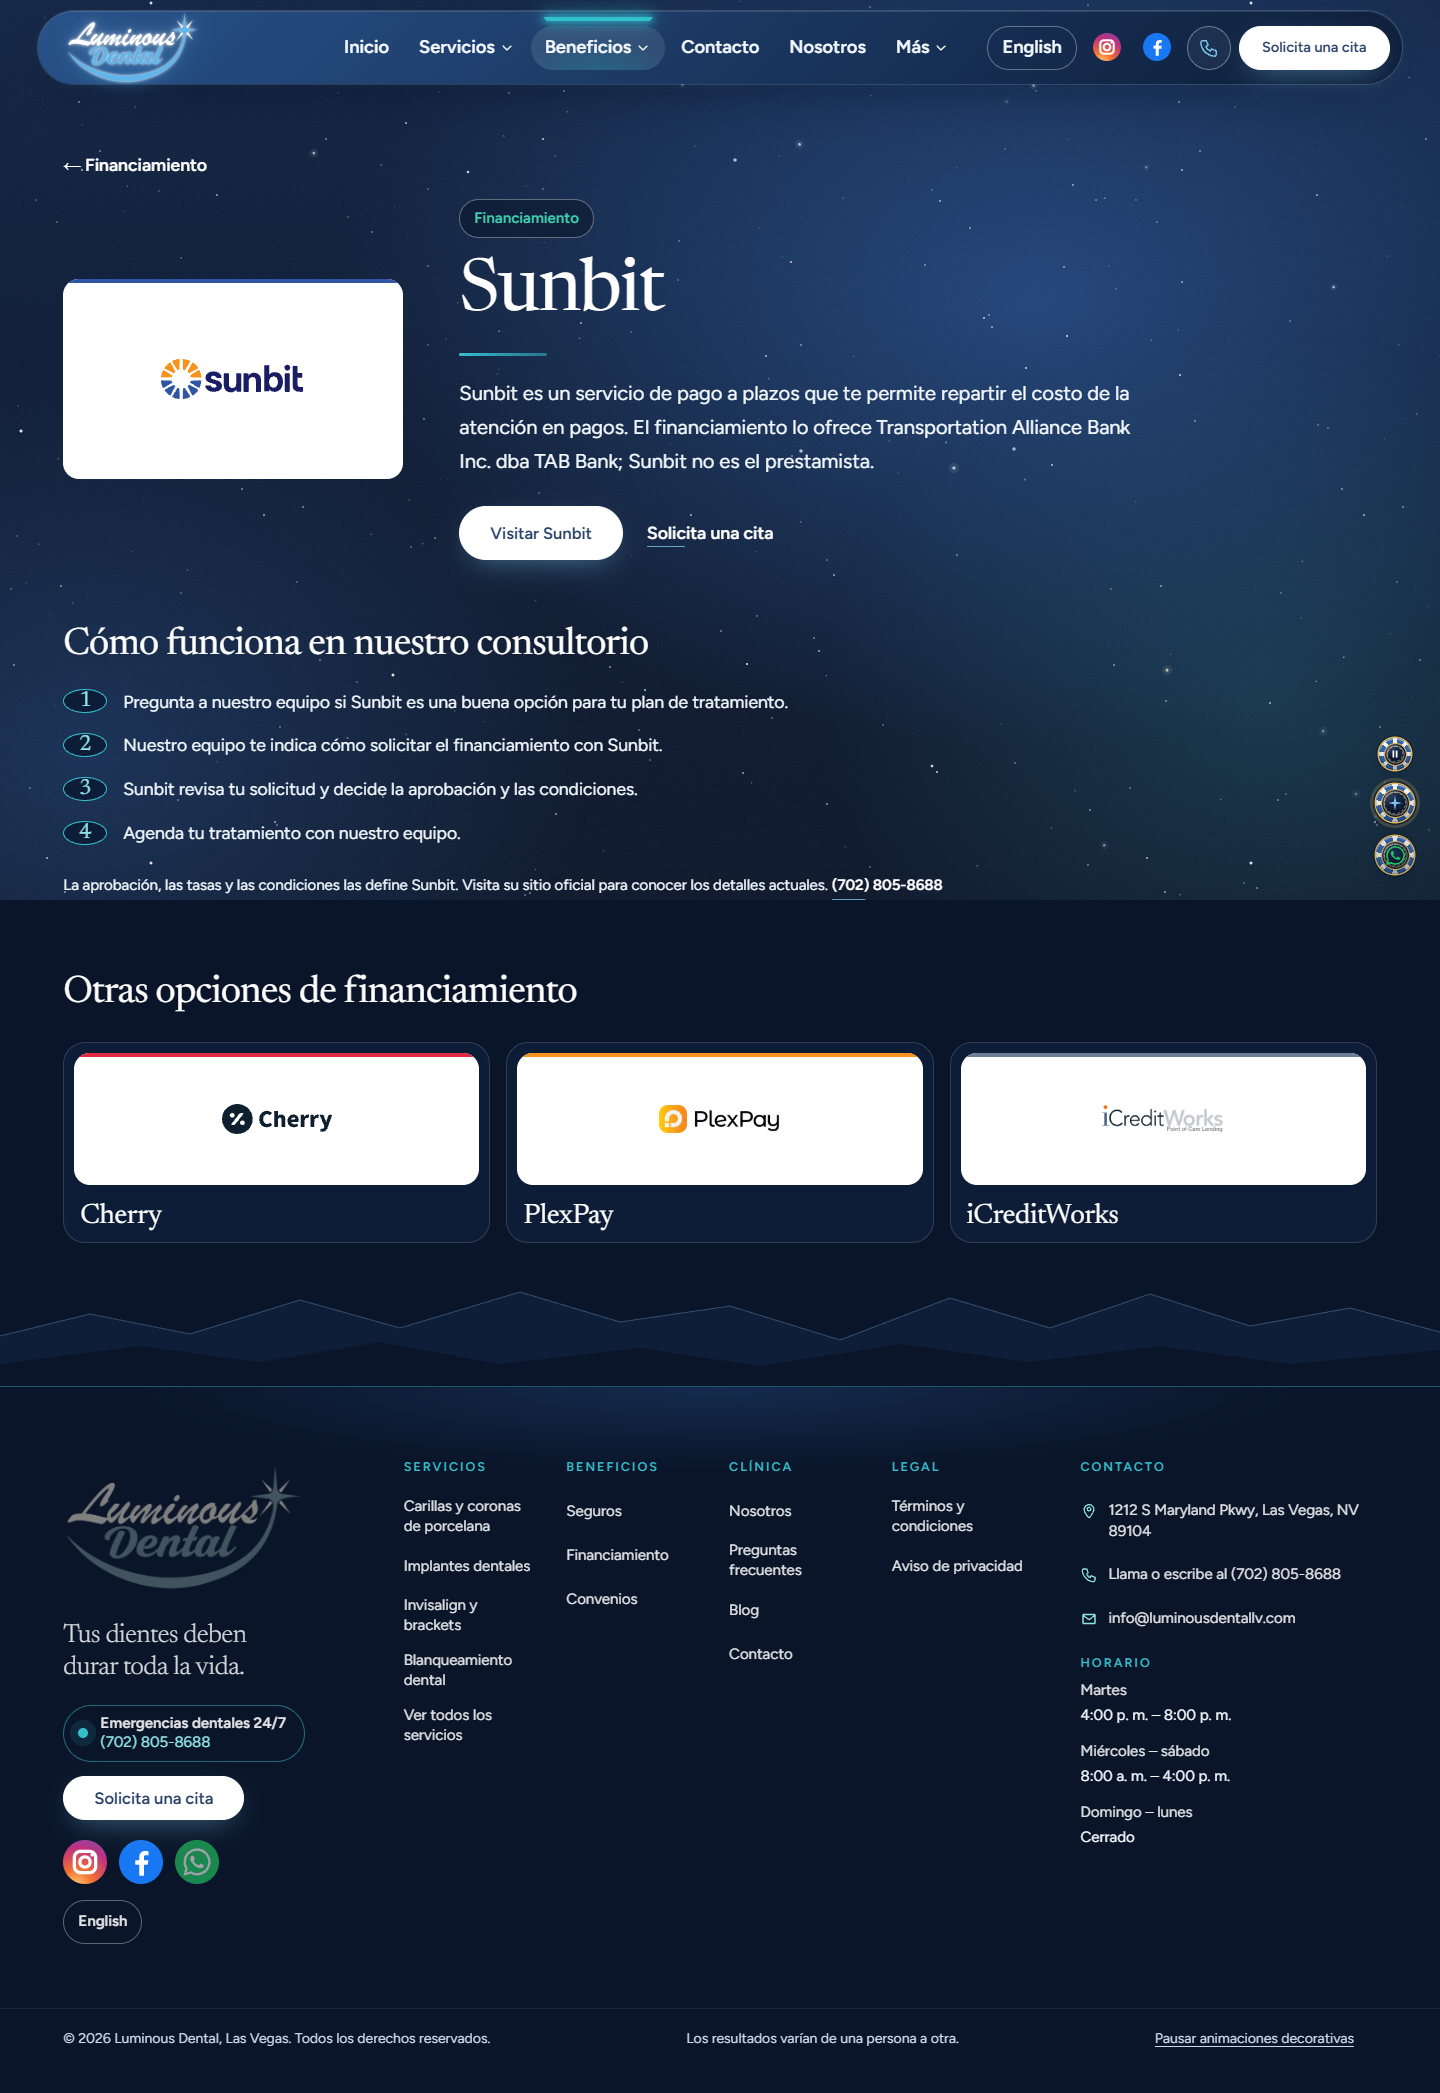 Luminous
Dental
Inicio
Servicios
Beneficios
Contacto
Nosotros
Más
English
Solicita una cita
← Financiamiento
Financiamiento
Sunbit
sunbit
Sunbit es un servicio de pago a plazos que te permite repartir el costo de la
atención en pagos. El financiamiento lo ofrece Transportation Alliance Bank
Inc. dba TAB Bank; Sunbit no es el prestamista.
Visitar Sunbit
Solicita una cita
Cómo funciona en nuestro consultorio
1 Pregunta a nuestro equipo si Sunbit es una buena opción para tu plan de tratamiento.
2 Nuestro equipo te indica cómo solicitar el financiamiento con Sunbit.
3 Sunbit revisa tu solicitud y decide la aprobación y las condiciones.
4 Agenda tu tratamiento con nuestro equipo.
La aprobación, las tasas y las condiciones las define Sunbit. Visita su sitio oficial para conocer los detalles actuales. (702) 805-8688
Otras opciones de financiamiento
Cherry
Cherry
PlexPay
PlexPay
iCreditWorks
Point of Care Lending
iCreditWorks
Luminous
Dental
Tus dientes deben
durar toda la vida.
Emergencias dentales 24/7
(702) 805-8688
Solicita una cita
English
SERVICIOS
Carillas y coronas
de porcelana
Implantes dentales
Invisalign y
brackets
Blanqueamiento
dental
Ver todos los
servicios
BENEFICIOS
Seguros
Financiamiento
Convenios
CLÍNICA
Nosotros
Preguntas
frecuentes
Blog
Contacto
LEGAL
Términos y
condiciones
Aviso de privacidad
CONTACTO
1212 S Maryland Pkwy, Las Vegas, NV
89104
Llama o escribe al (702) 805-8688
info@luminousdentallv.com
HORARIO
Martes
4:00 p. m. – 8:00 p. m.
Miércoles – sábado
8:00 a. m. – 4:00 p. m.
Domingo – lunes
Cerrado
© 2026 Luminous Dental, Las Vegas. Todos los derechos reservados.
Los resultados varían de una persona a otra.
Pausar animaciones decorativas